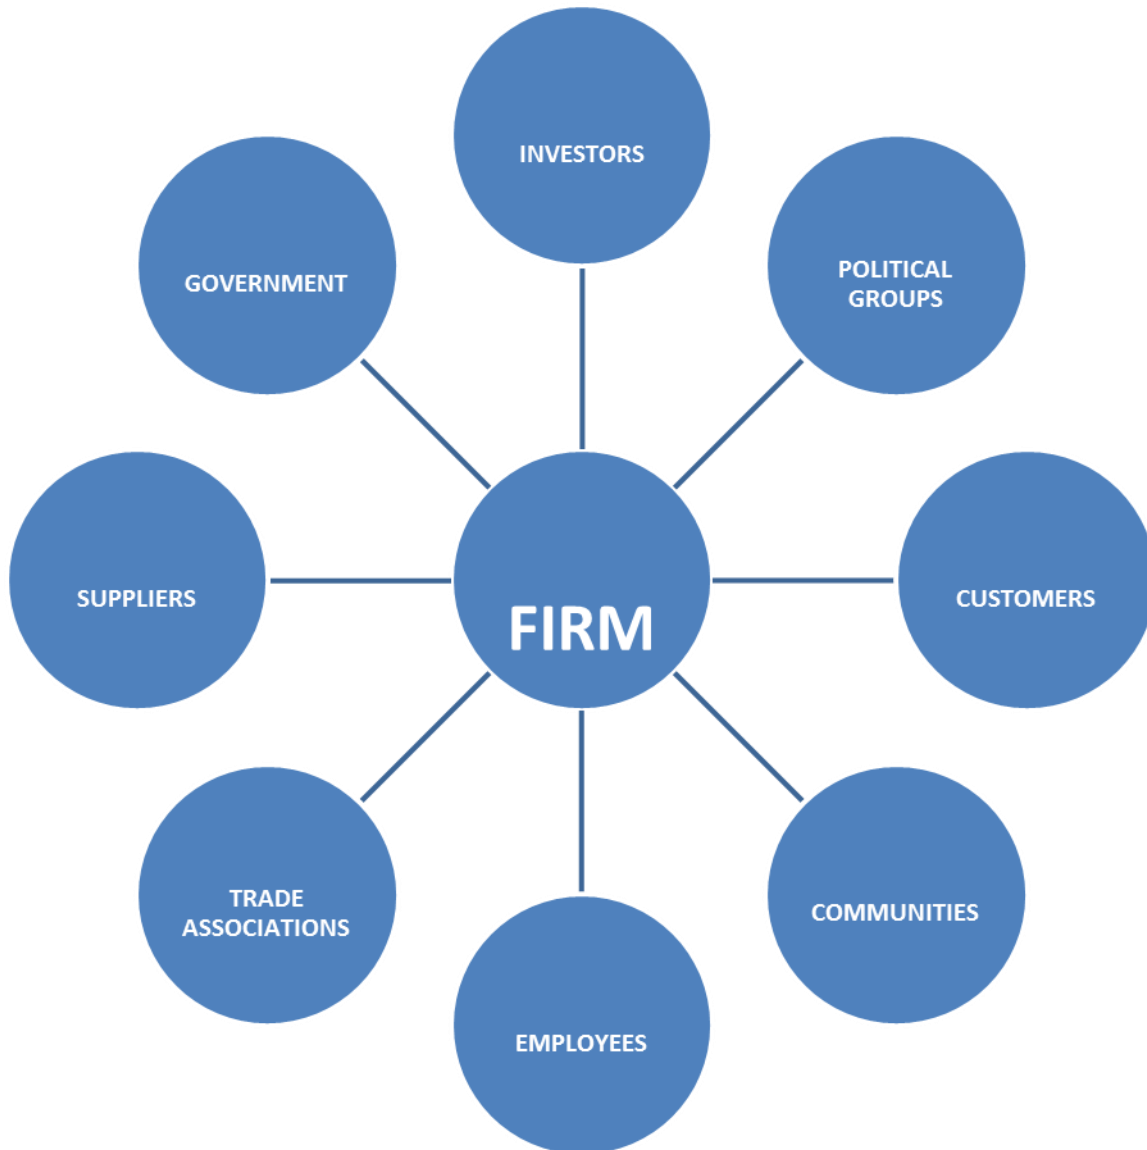 INVESTORS
GOVERNMENT
POLITICAL
GROUPS
SUPPLIERS
FIRM
CUSTOMERS
TRADE
ASSOCIATIONS
COMMUNITIES
EMPLOYEES